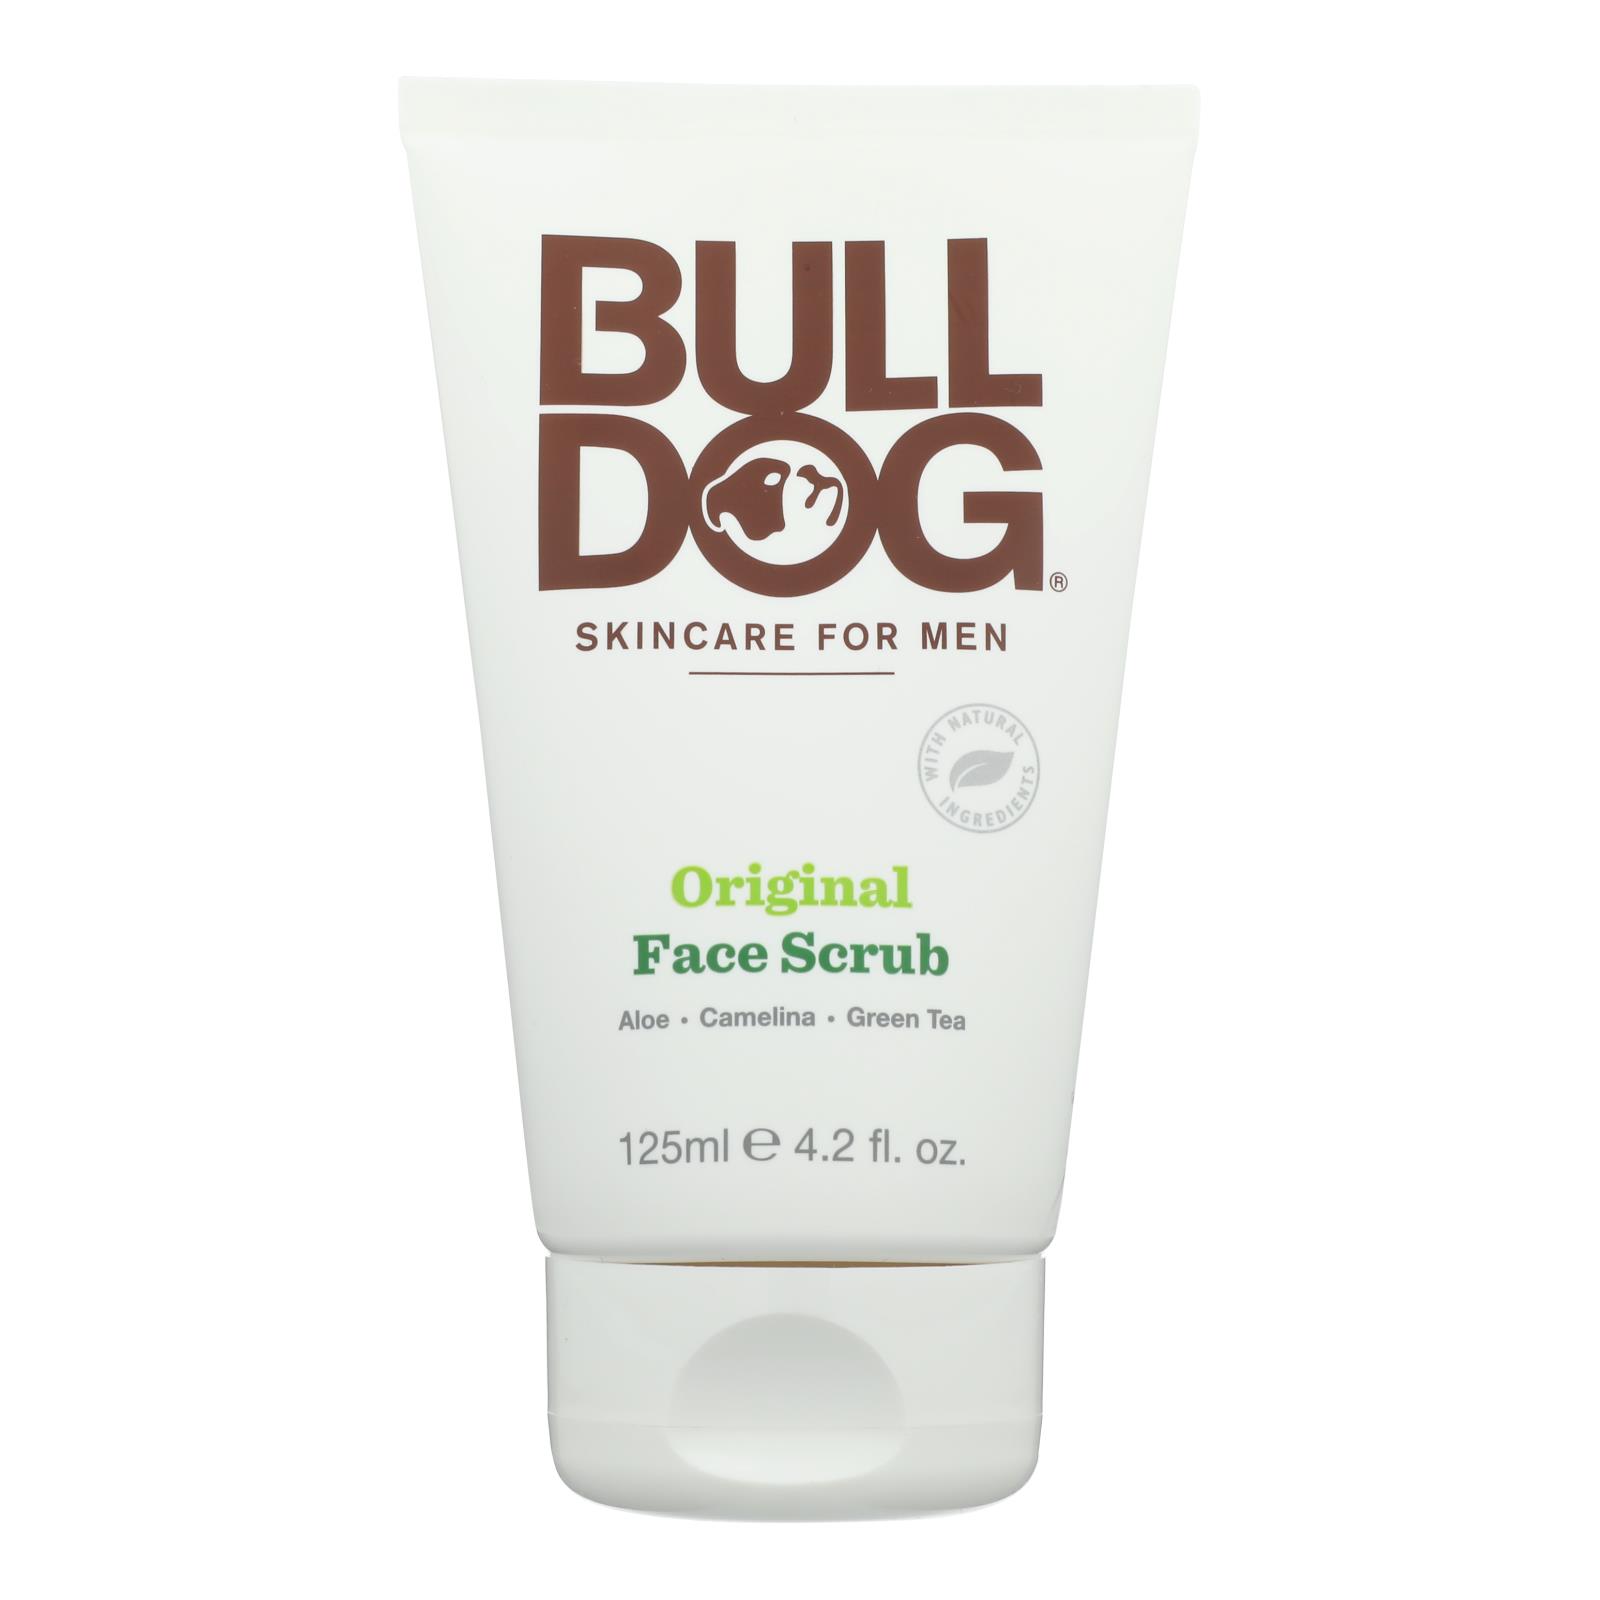 BULL
DOG®
SKINCARE FOR MEN
WITH NATURAL
INGREDIENTS
Original
Face Scrub
Aloe • Camelina • Green Tea
125ml ℮ 4.2 fl. oz.